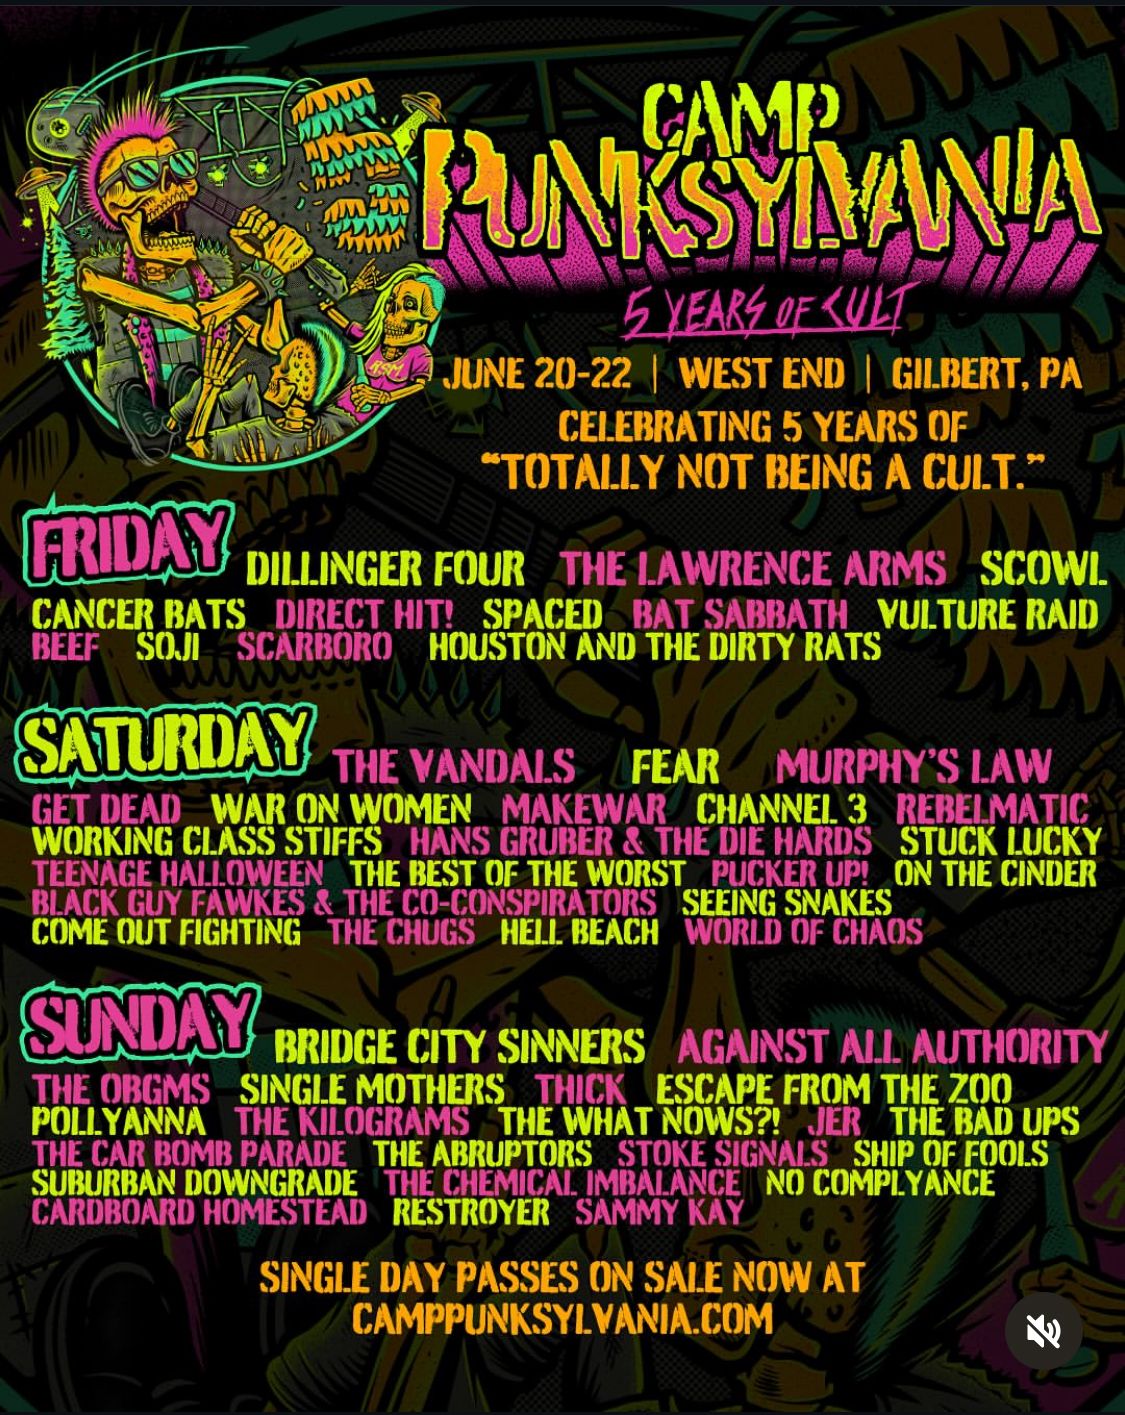 CAMP
PUNKSYLVANIA
5 YEARS OF CULT
JUNE 20-22 | WEST END | GILBERT, PA
CELEBRATING 5 YEARS OF
“TOTALLY NOT BEING A CULT.”
FRIDAY DILLINGER FOUR THE LAWRENCE ARMS SCOWL
CANCER BATS DIRECT HIT! SPACED BAT SABBATH VULTURE RAID
BEEF SOJI SCARBORO HOUSTON AND THE DIRTY RATS
SATURDAY THE VANDALS FEAR MURPHY'S LAW
GET DEAD WAR ON WOMEN MAKEWAR CHANNEL 3 REBELMATIC
WORKING CLASS STIFFS HANS GRUBER & THE DIE HARDS STUCK LUCKY
TEENAGE HALLOWEEN THE BEST OF THE WORST PUCKER UP! ON THE CINDER
BLACK GUY FAWKES & THE CO-CONSPIRATORS SEEING SNAKES
COME OUT FIGHTING THE CHUGS HELL BEACH WORLD OF CHAOS
SUNDAY BRIDGE CITY SINNERS AGAINST ALL AUTHORITY
THE OBGMS SINGLE MOTHERS THICK ESCAPE FROM THE ZOO
POLLYANNA THE KILOGRAMS THE WHAT NOWS?! JER THE BAD UPS
THE CAR BOMB PARADE THE ABRUPTORS STOKE SIGNALS SHIP OF FOOLS
SUBURBAN DOWNGRADE THE CHEMICAL IMBALANCE NO COMPLYANCE
CARDBOARD HOMESTEAD RESTROYER SAMMY KAY
SINGLE DAY PASSES ON SALE NOW AT
CAMPPUNKSYLVANIA.COM